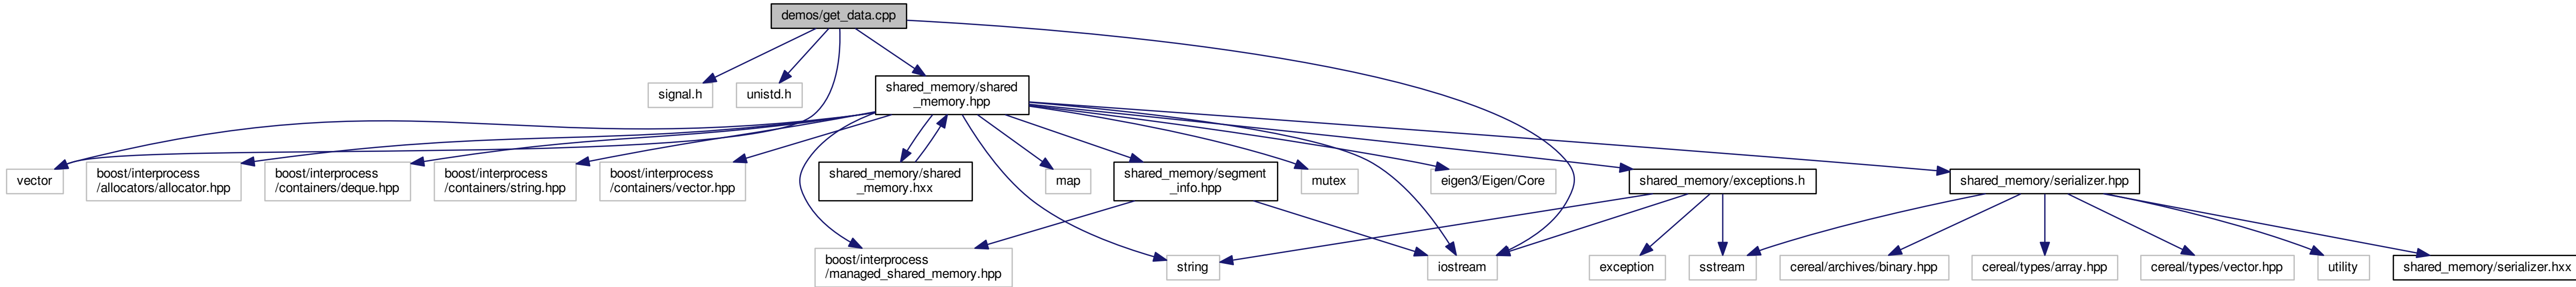 demos/get_data.cpp
signal.h
unistd.h
shared_memory/shared
_memory.hpp
vector
boost/interprocess
/allocators/allocator.hpp
boost/interprocess
/containers/deque.hpp
boost/interprocess
/containers/string.hpp
boost/interprocess
/containers/vector.hpp
shared_memory/shared
_memory.hxx
map
shared_memory/segment
_info.hpp
mutex
eigen3/Eigen/Core
shared_memory/exceptions.h
shared_memory/serializer.hpp
boost/interprocess
/managed_shared_memory.hpp
string
iostream
exception
sstream
cereal/archives/binary.hpp
cereal/types/array.hpp
cereal/types/vector.hpp
utility
shared_memory/serializer.hxx